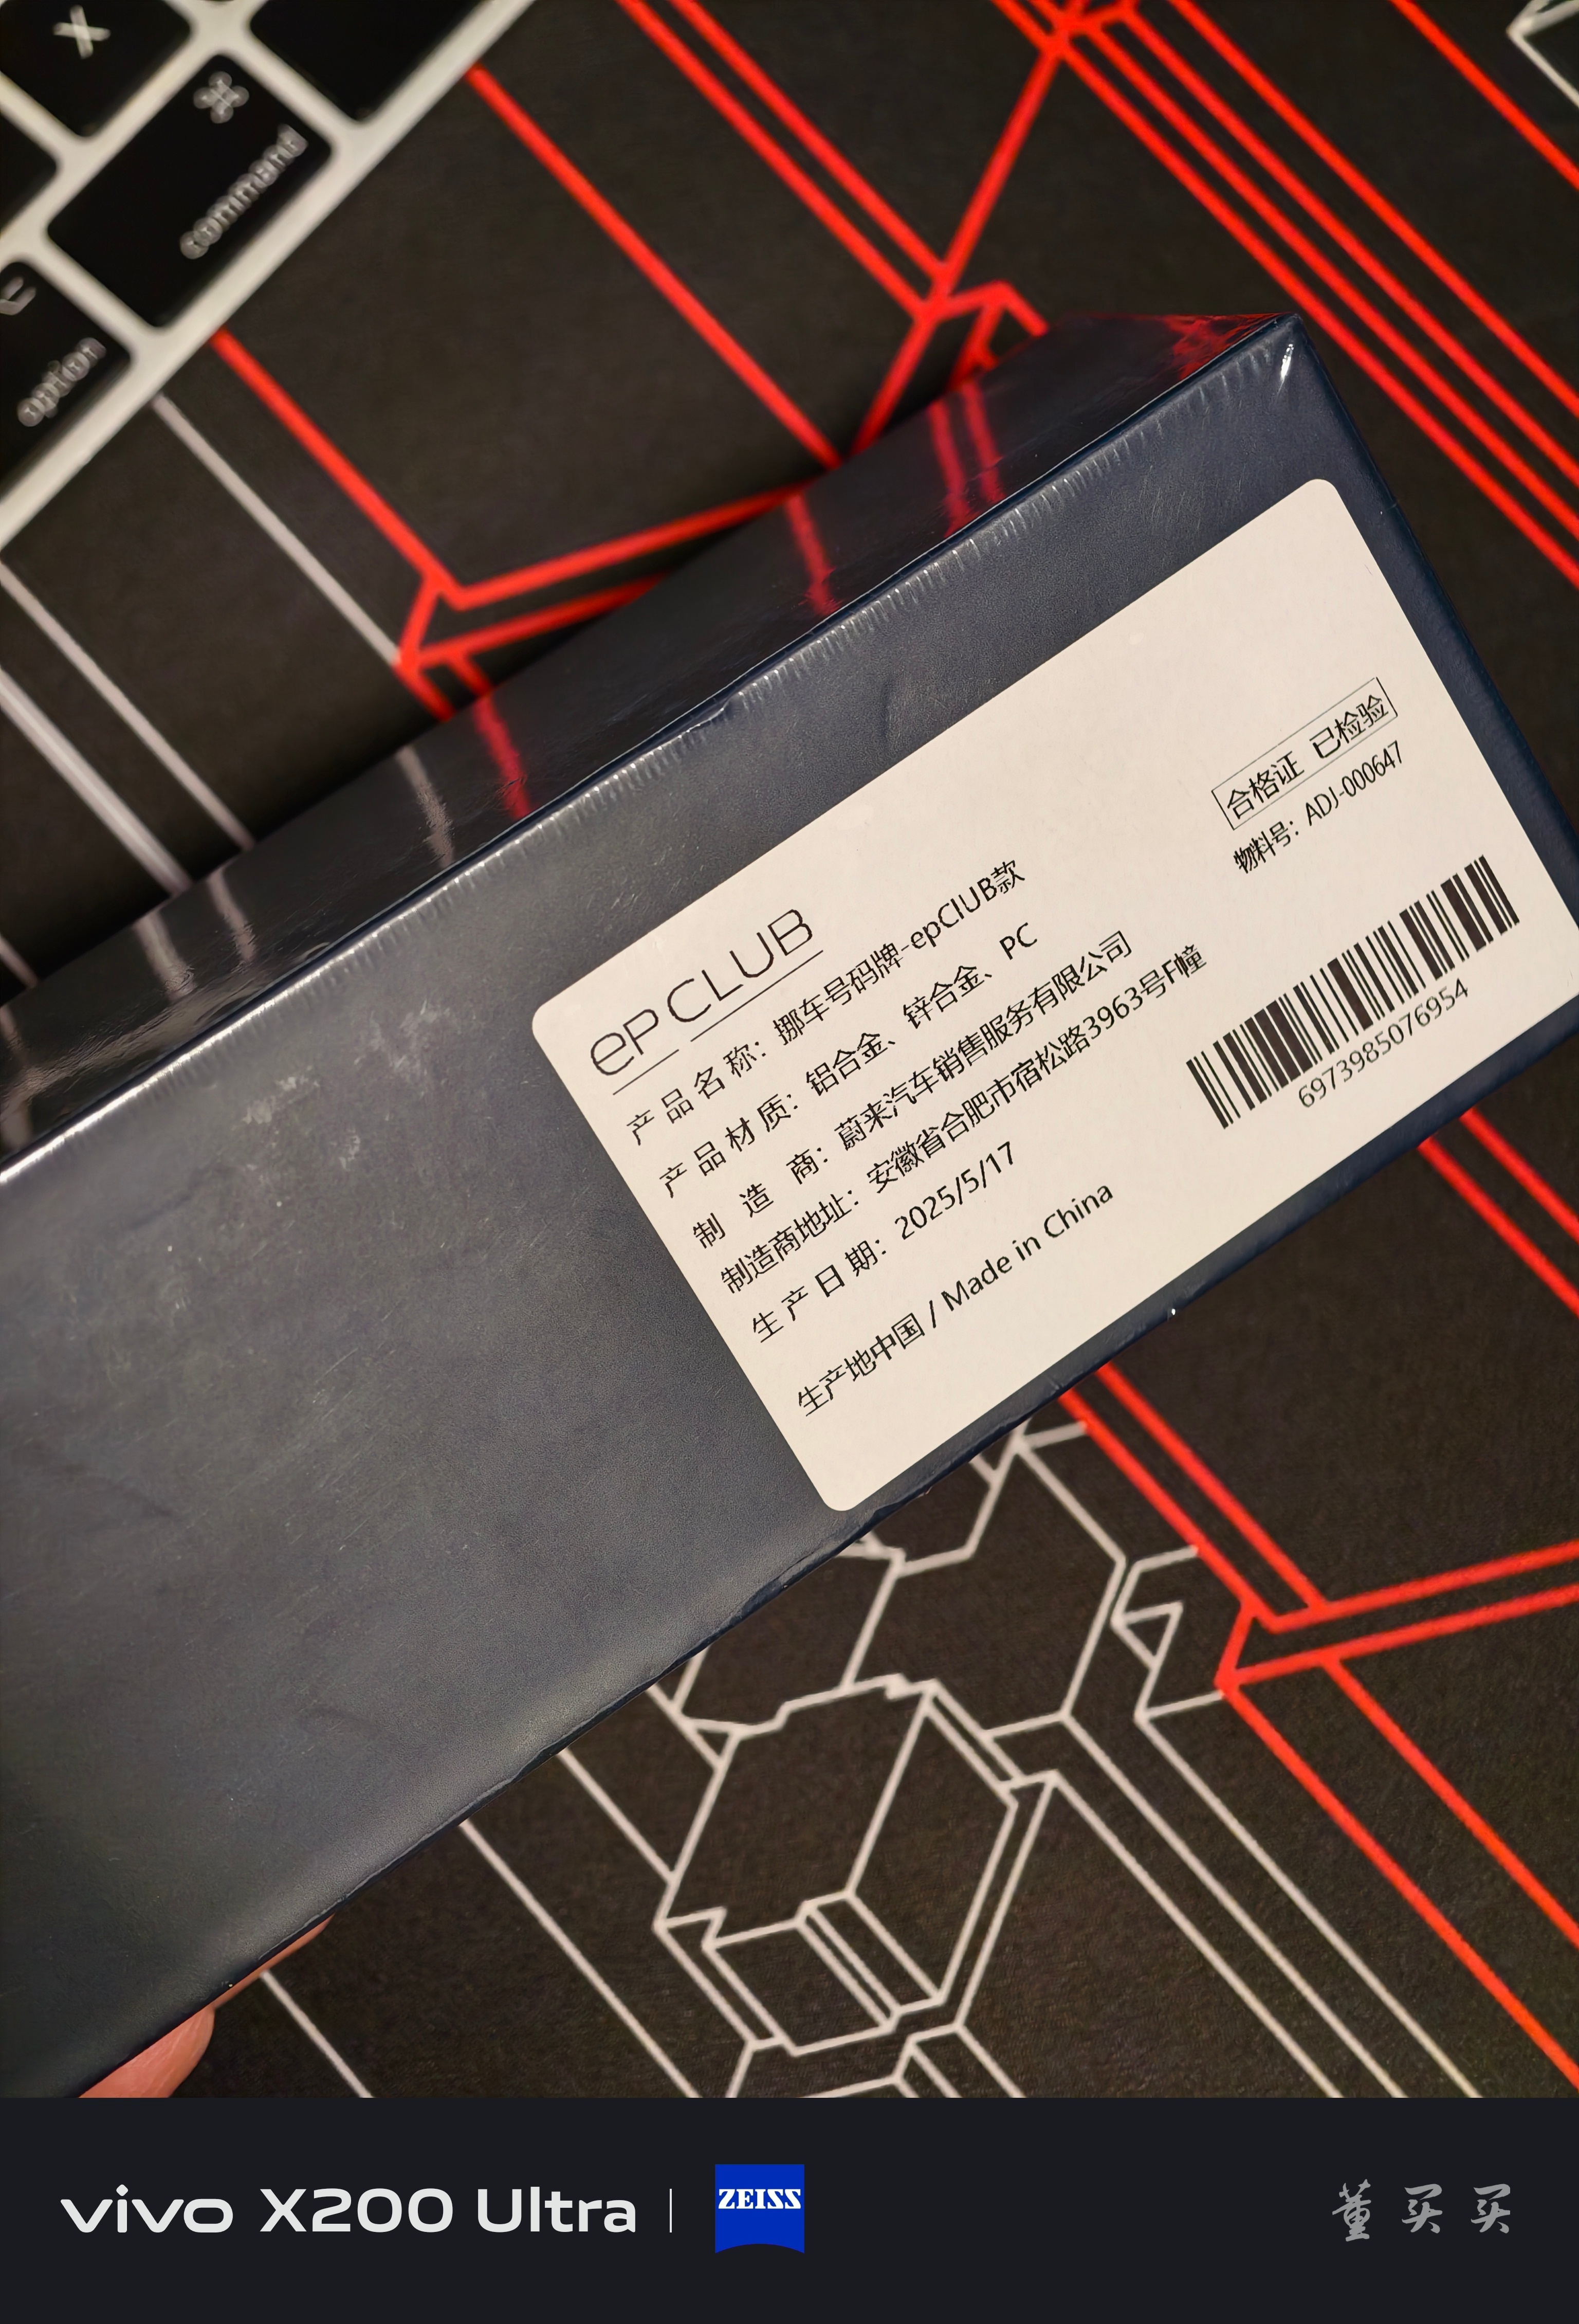 X
⌘
command
option
eP CLUB
合格证 已检验
物料号：ADJ-000647
产品名称：挪车号码牌-epClUB款
产品材质：铝合金、锌合金、PC
制造商：蔚来汽车销售服务有限公司
制造商地址：安徽省合肥市宿松路3963号F幢
生产日期：2025/5/17
生产地中国 / Made in China
6973985076954
vivo X200 Ultra | ZEISS
董买买